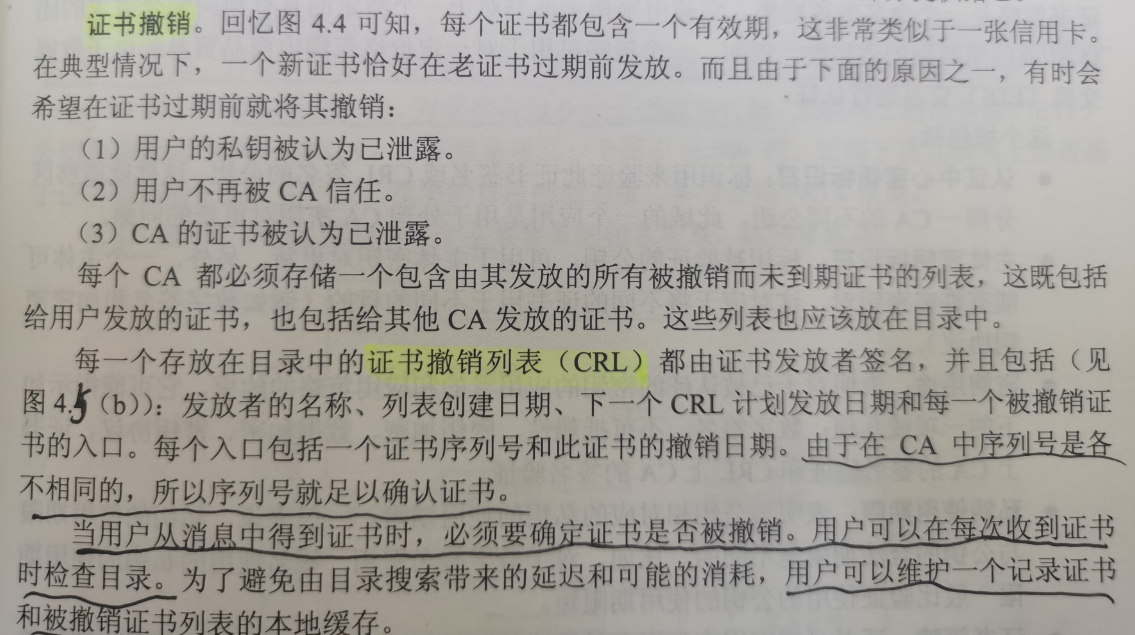 证书撤销。回忆图 4.4 可知，每个证书都包含一个有效期，这非常类似于一张信用卡。
在典型情况下，一个新证书恰好在老证书过期前发放。而且由于下面的原因之一，有时会
希望在证书过期前就将其撤销：
（1）用户的私钥被认为已泄露。
（2）用户不再被 CA 信任。
（3）CA 的证书被认为已泄露。
每个 CA 都必须存储一个包含由其发放的所有被撤销而未到期证书的列表，这既包括
给用户发放的证书，也包括给其他 CA 发放的证书。这些列表也应该放在目录中。
每一个存放在目录中的证书撤销列表（CRL）都由证书发放者签名，并且包括（见
图 4.5（b））：发放者的名称、列表创建日期、下一个 CRL 计划发放日期和每一个被撤销证
书的入口。每个入口包括一个证书序列号和此证书的撤销日期。由于在 CA 中序列号是各
不相同的，所以序列号就足以确认证书。
当用户从消息中得到证书时，必须要确定证书是否被撤销。用户可以在每次收到证书
时检查目录。为了避免由目录搜索带来的延迟和可能的消耗，用户可以维护一个记录证书
和被撤销证书列表的本地缓存。